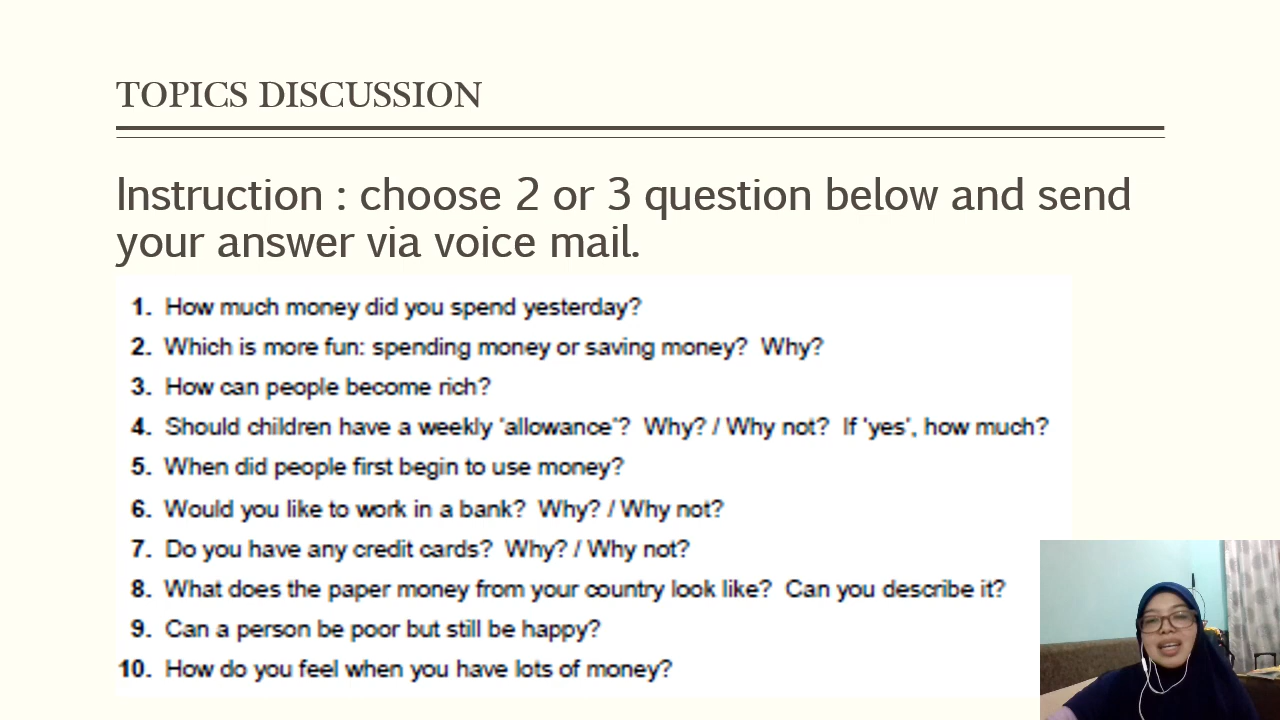 TOPICS DISCUSSION
Instruction : choose 2 or 3 question below and send
your answer via voice mail.
1. How much money did you spend yesterday?
2. Which is more fun: spending money or saving money? Why?
3. How can people become rich?
4. Should children have a weekly 'allowance'? Why? / Why not? If 'yes', how much?
5. When did people first begin to use money?
6. Would you like to work in a bank? Why? / Why not?
7. Do you have any credit cards? Why? / Why not?
8. What does the paper money from your country look like? Can you describe it?
9. Can a person be poor but still be happy?
10. How do you feel when you have lots of money?